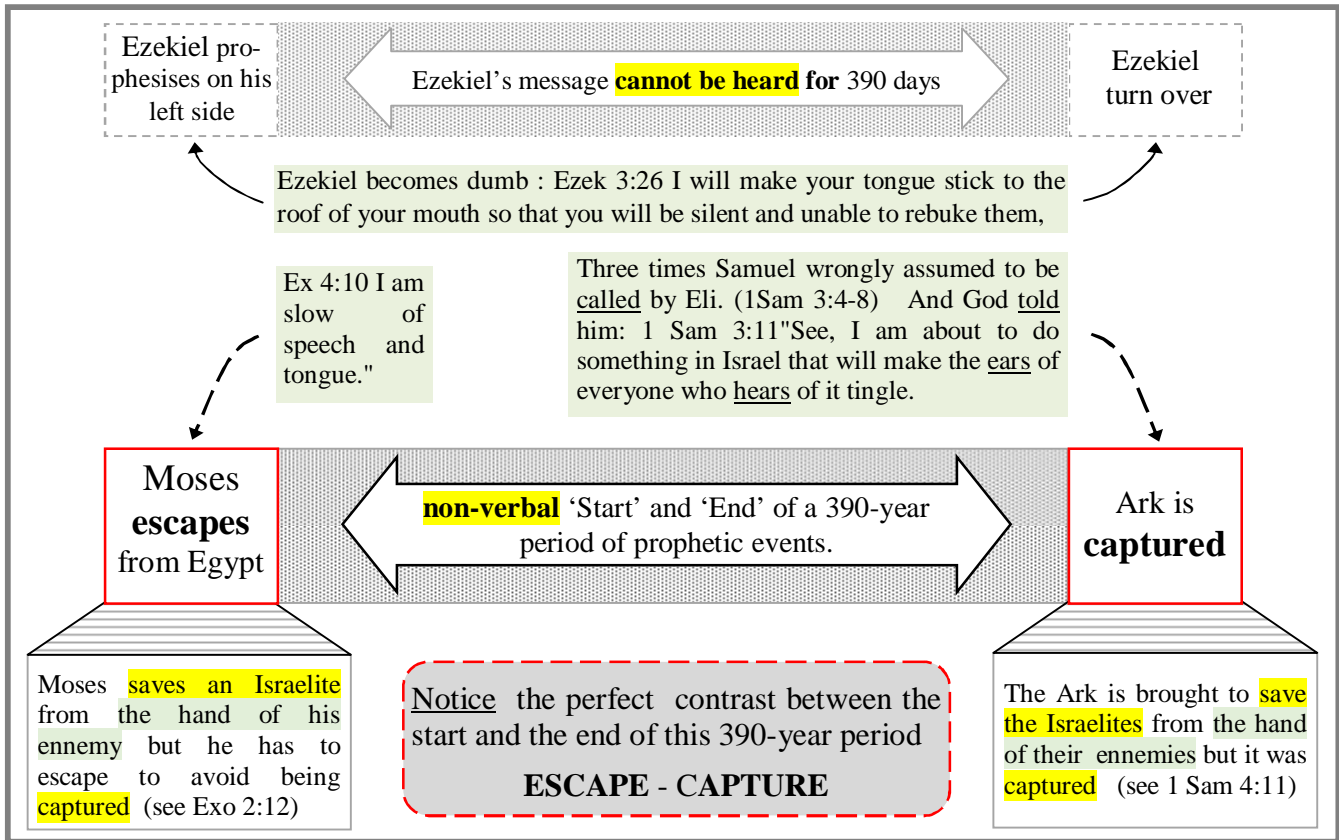 Ezekiel pro-
phesises on his
left side
Ezekiel’s message cannot be heard for 390 days
Ezekiel
turn over
Ezekiel becomes dumb : Ezek 3:26 I will make your tongue stick to the
roof of your mouth so that you will be silent and unable to rebuke them,
Ex 4:10 I am
slow of
speech and
tongue."
Three times Samuel wrongly assumed to be
called by Eli. (1Sam 3:4-8) And God told
him: 1 Sam 3:11"See, I am about to do
something in Israel that will make the ears of
everyone who hears of it tingle.
Moses
escapes
from Egypt
non-verbal ‘Start’ and ‘End’ of a 390-year
period of prophetic events.
Ark is
captured
Moses saves an Israelite
from the hand of his
ennemy but he has to
escape to avoid being
captured (see Exo 2:12)
Notice the perfect contrast between the
start and the end of this 390-year period
ESCAPE - CAPTURE
The Ark is brought to save
the Israelites from the hand
of their ennemies but it was
captured (see 1 Sam 4:11)